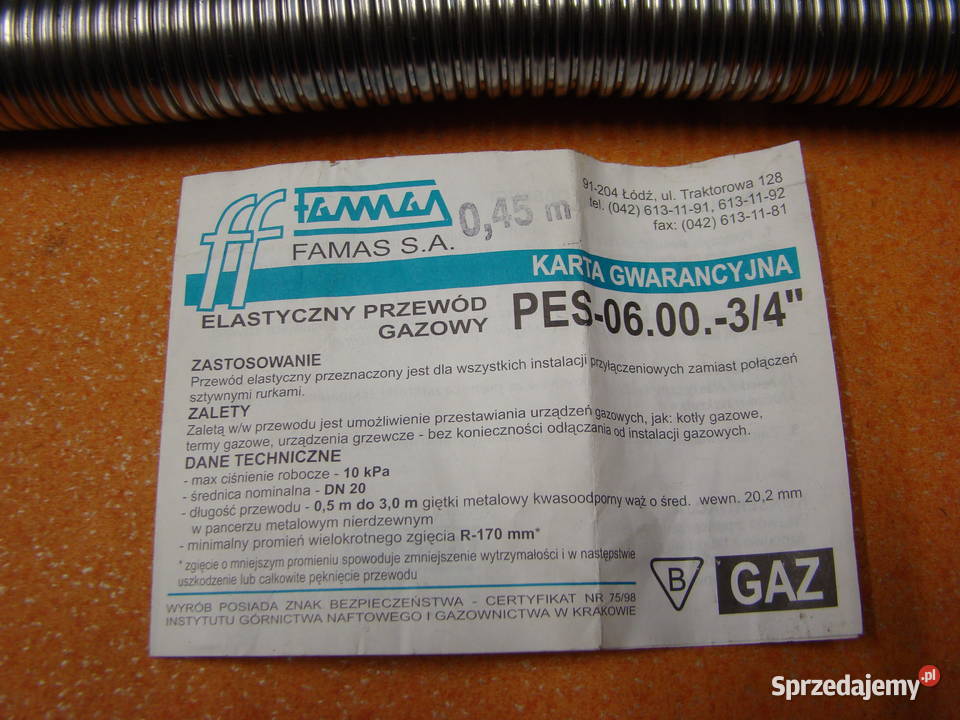 ff FAMAS
FAMAS S.A.
0,45 m
91-204 Łódź, ul. Traktorowa 128
tel. (042) 613-11-91, 613-11-92
fax: (042) 613-11-81
KARTA GWARANCYJNA
ELASTYCZNY PRZEWÓD
GAZOWY
PES-06.00.-3/4"
ZASTOSOWANIE
Przewód elastyczny przeznaczony jest dla wszystkich instalacji przyłączeniowych zamiast połączeń
sztywnymi rurkami.
ZALETY
Zaletą w/w przewodu jest umożliwienie przestawiania urządzeń gazowych, jak: kotły gazowe,
termy gazowe, urządzenia grzewcze - bez konieczności odłączania od instalacji gazowych.
DANE TECHNICZNE
- max ciśnienie robocze - 10 kPa
- średnica nominalna - DN 20
- długość przewodu - 0,5 m do 3,0 m giętki metalowy kwasoodporny wąż o śred. wewn. 20,2 mm
w pancerzu metalowym nierdzewnym
- minimalny promień wielokrotnego zgięcia R-170 mm*
* zgięcie o mniejszym promieniu spowoduje zmniejszenie wytrzymałości i w następstwie
uszkodzenie lub całkowite pęknięcie przewodu
B GAZ
WYRÓB POSIADA ZNAK BEZPIECZEŃSTWA - CERTYFIKAT NR 75/98
INSTYTUTU GÓRNICTWA NAFTOWEGO I GAZOWNICTWA W KRAKOWIE
Sprzedajemy.pl